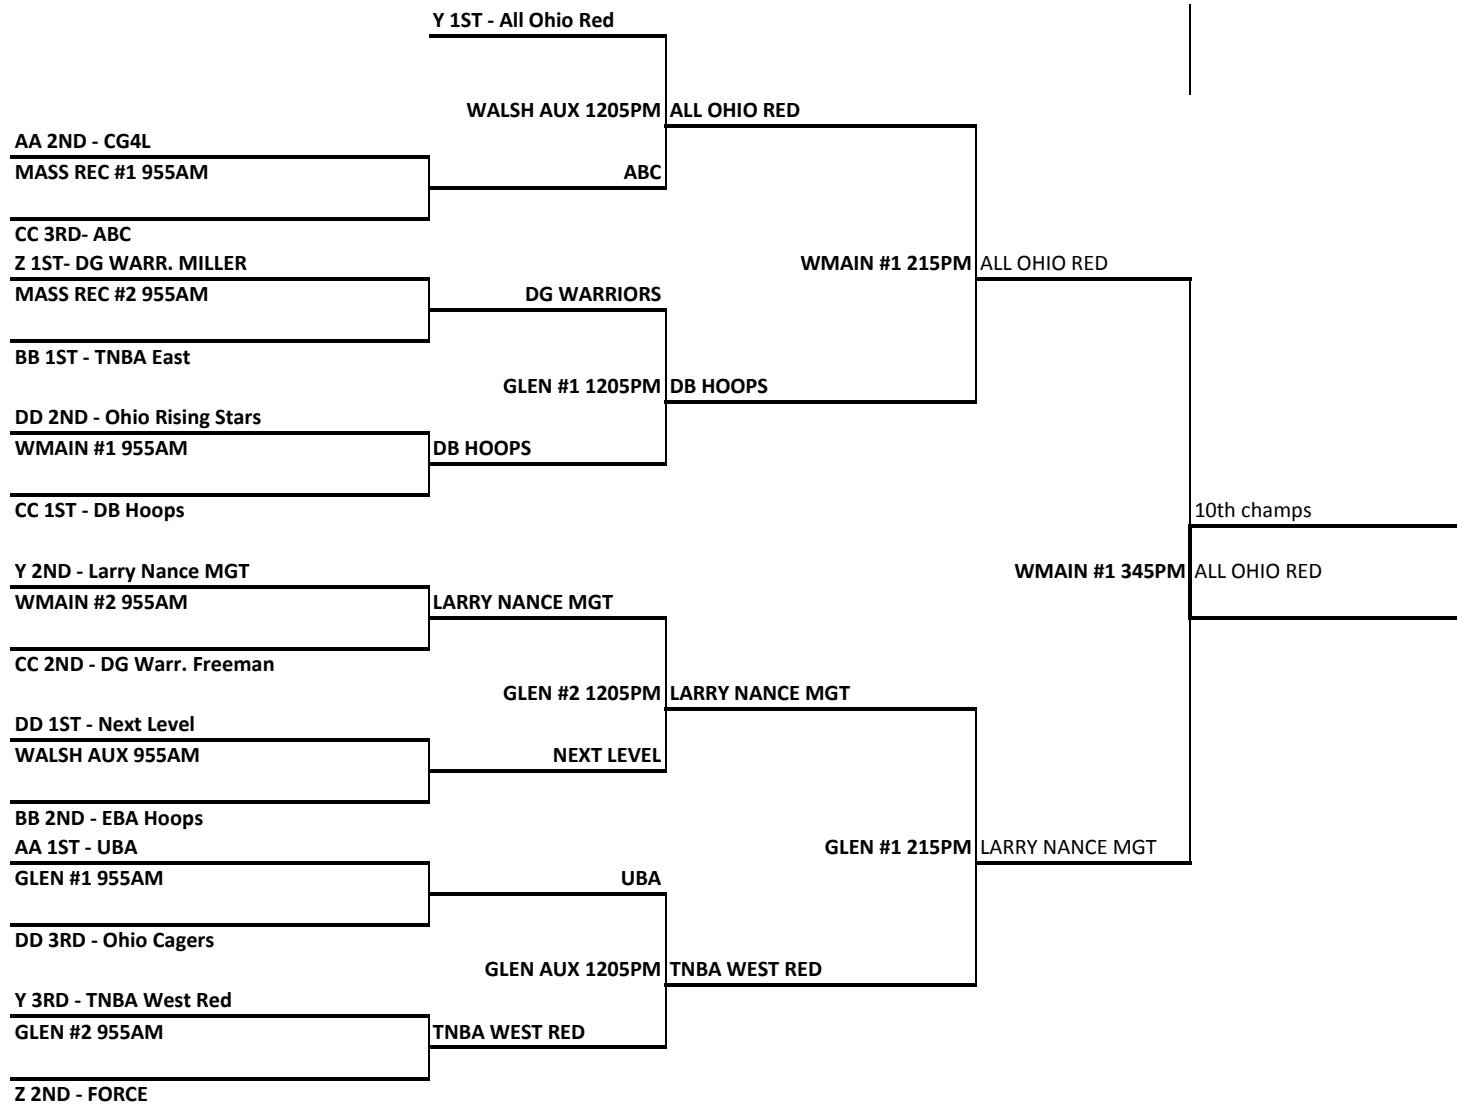 Y 1ST - All Ohio Red
WALSH AUX 1205PM ALL OHIO RED
AA 2ND - CG4L
MASS REC #1 955AM
ABC
CC 3RD- ABC
Z 1ST- DG WARR. MILLER
WMAIN #1 215PM ALL OHIO RED
MASS REC #2 955AM
DG WARRIORS
BB 1ST - TNBA East
GLEN #1 1205PM DB HOOPS
DD 2ND - Ohio Rising Stars
WMAIN #1 955AM
DB HOOPS
CC 1ST - DB Hoops
10th champs
Y 2ND - Larry Nance MGT
WMAIN #1 345PM ALL OHIO RED
WMAIN #2 955AM
LARRY NANCE MGT
CC 2ND - DG Warr. Freeman
GLEN #2 1205PM LARRY NANCE MGT
DD 1ST - Next Level
WALSH AUX 955AM
NEXT LEVEL
BB 2ND - EBA Hoops
AA 1ST - UBA
GLEN #1 215PM LARRY NANCE MGT
GLEN #1 955AM
UBA
DD 3RD - Ohio Cagers
GLEN AUX 1205PM TNBA WEST RED
Y 3RD - TNBA West Red
GLEN #2 955AM
TNBA WEST RED
Z 2ND - FORCE